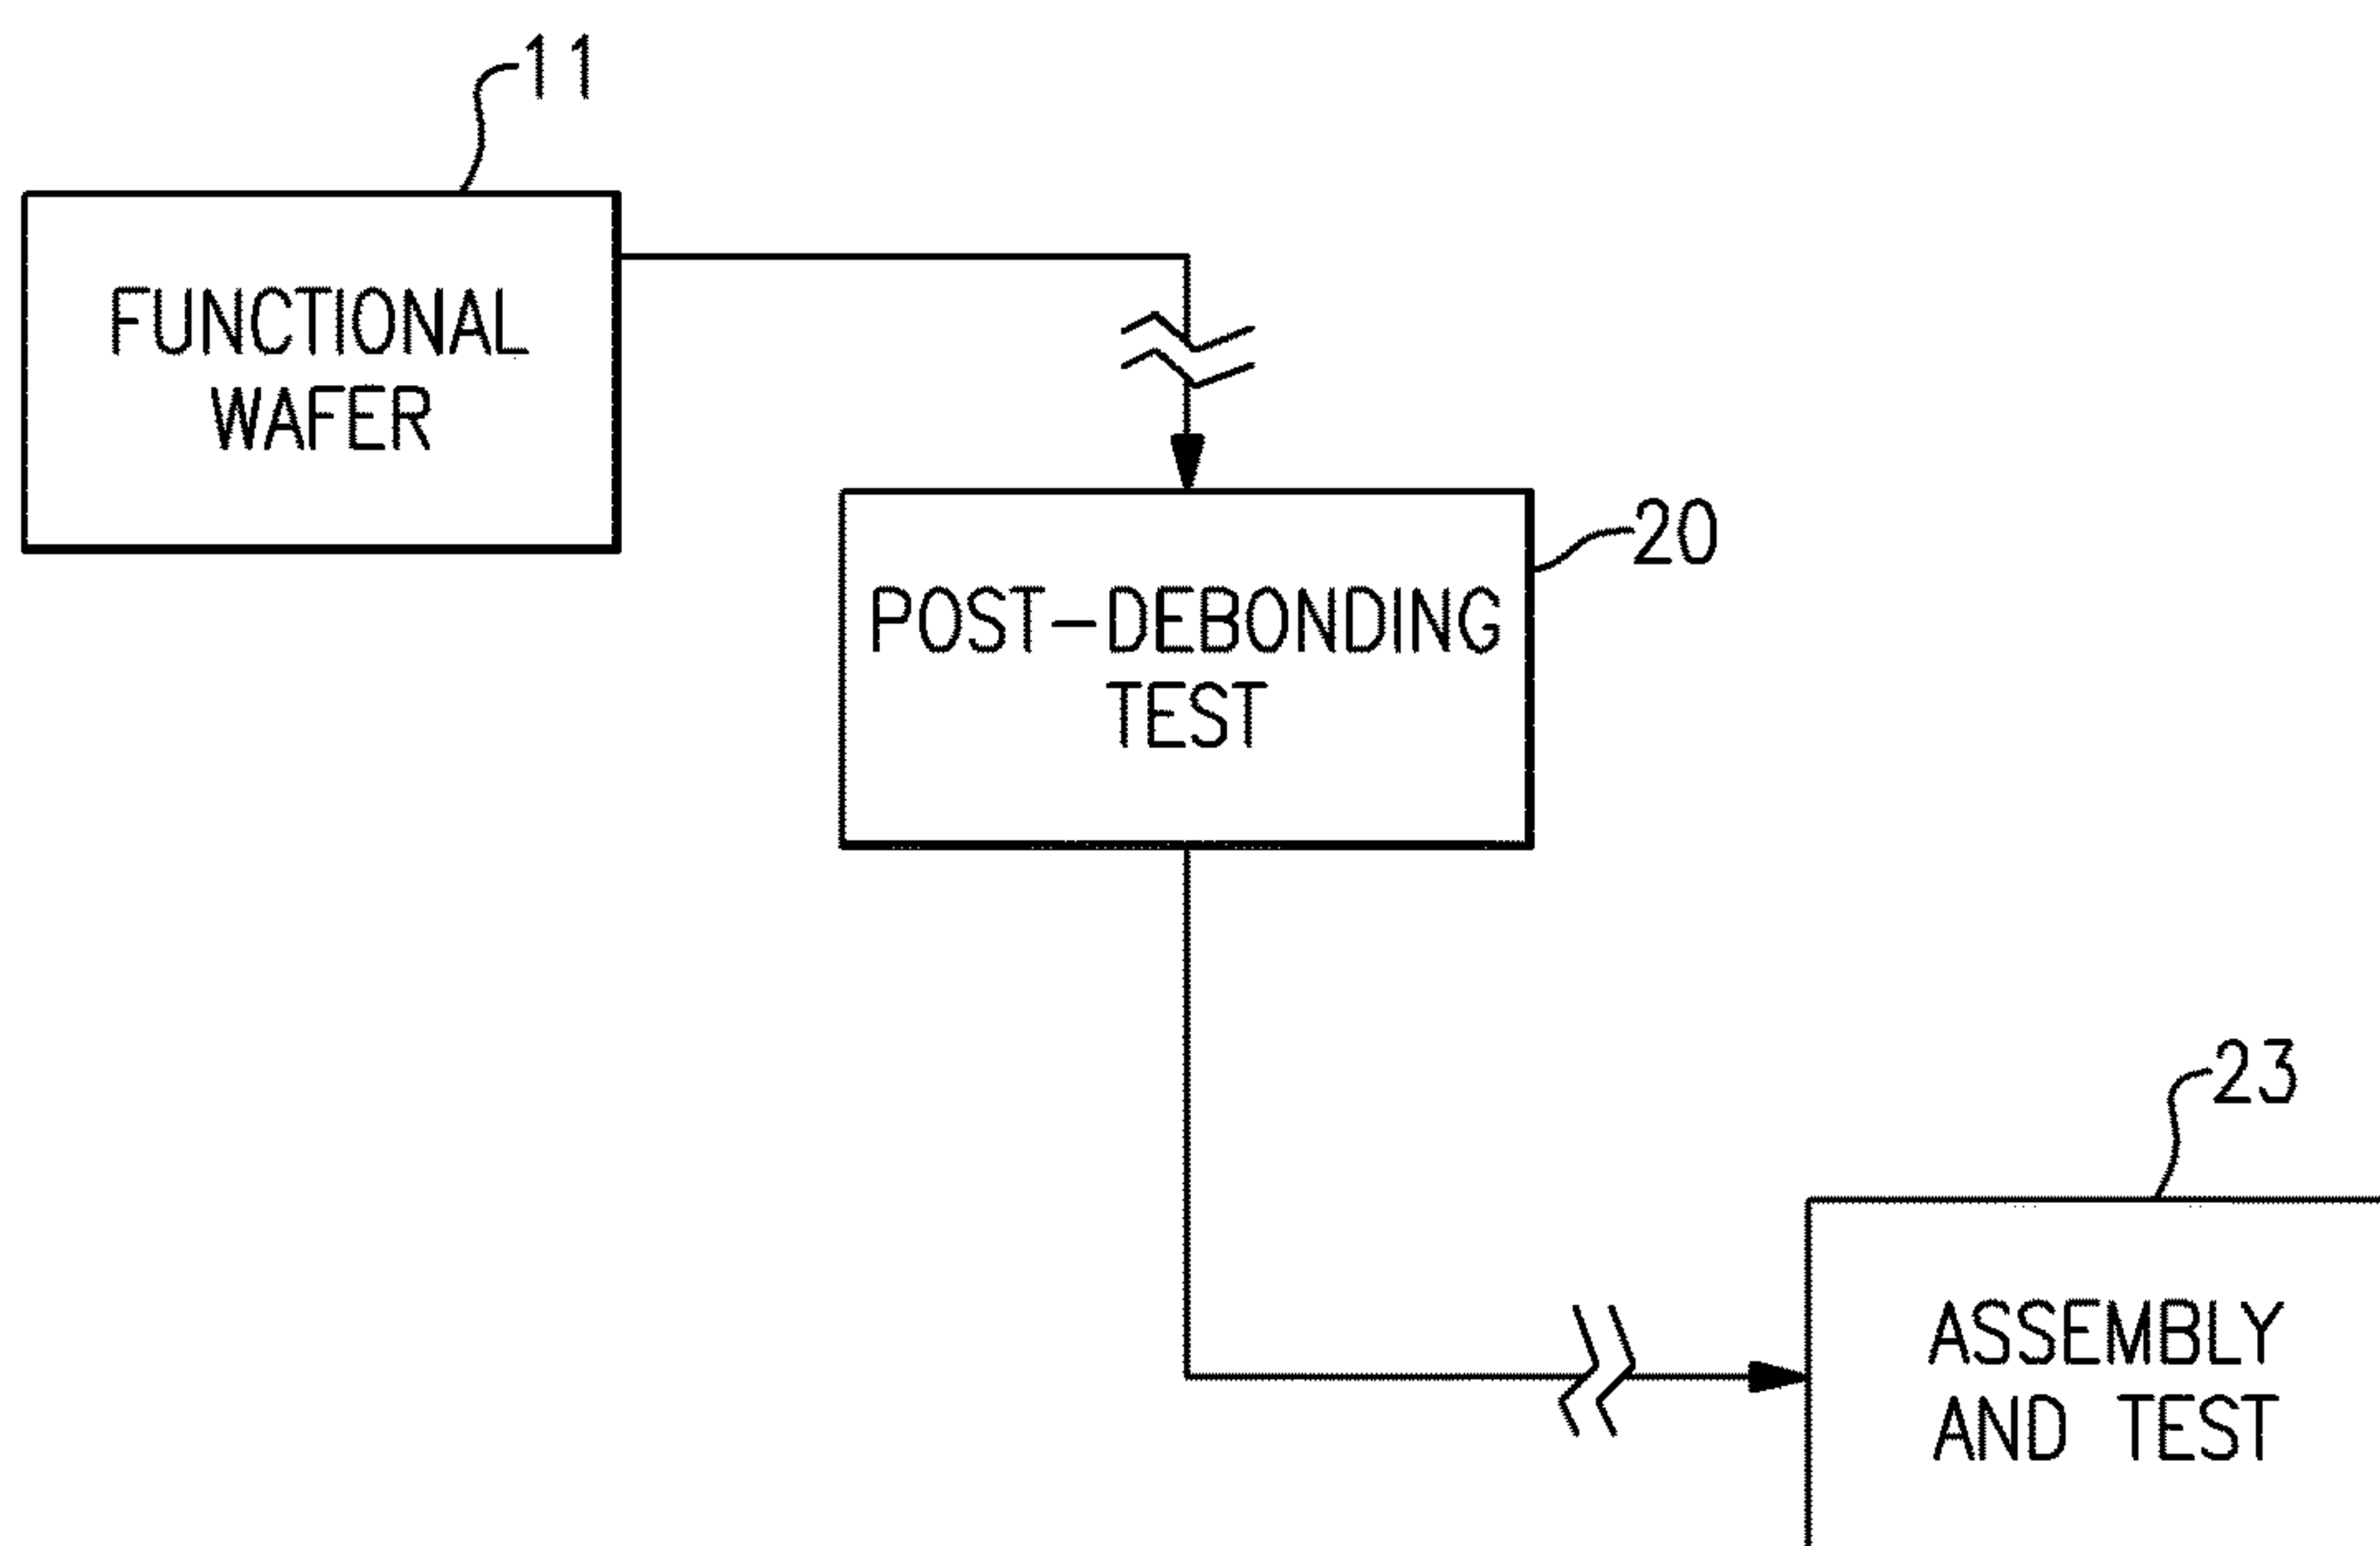 11
FUNCTIONAL
WAFER
20
POST-DEBONDING
TEST
23
ASSEMBLY
AND TEST